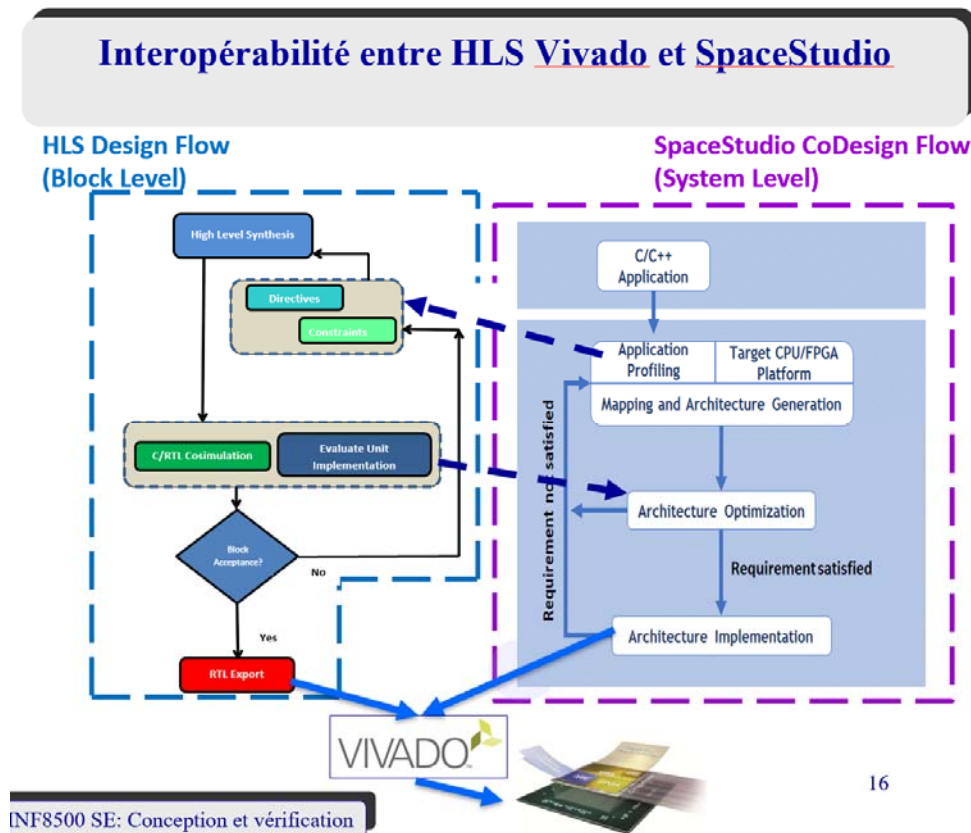 Interopérabilité entre HLS Vivado et SpaceStudio
HLS Design Flow
(Block Level)
SpaceStudio CoDesign Flow
(System Level)
High Level Synthesis
Directives
Constraints
C/RTL Cosimulation
Evaluate Unit
Implementation
Block
Acceptance?
No
Yes
RTL Export
C/C++
Application
Application
Profiling
Target CPU/FPGA
Platform
Mapping and Architecture Generation
Requirement not satisfied
Architecture Optimization
Requirement satisfied
Architecture Implementation
VIVADO
16
INF8500 SE: Conception et vérification